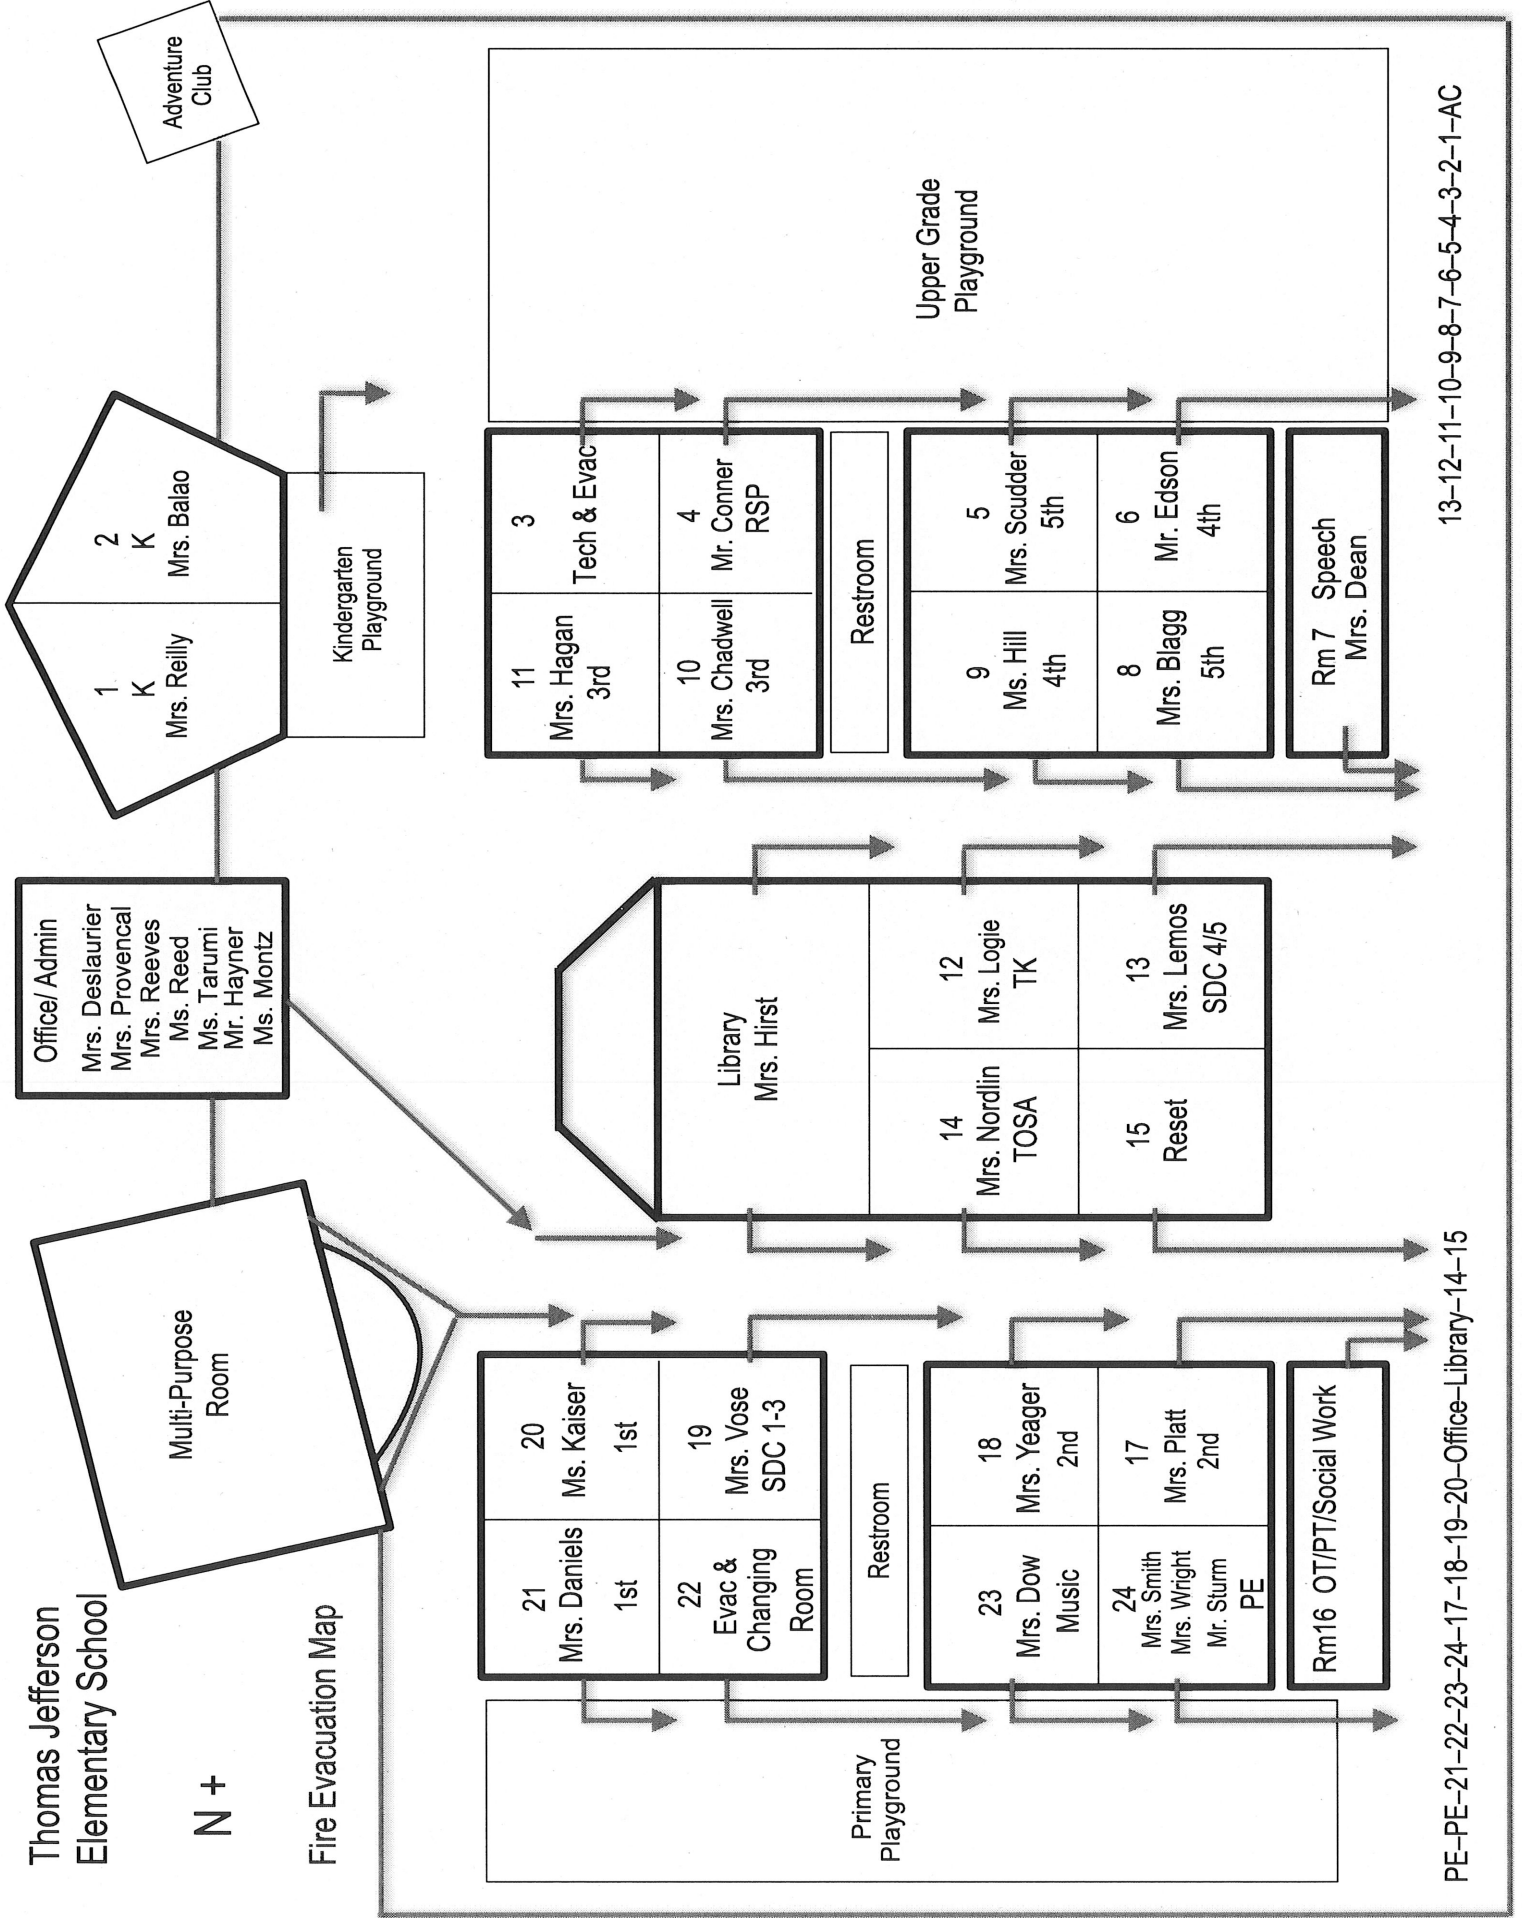 Thomas Jefferson
Elementary School
N +
Fire Evacuation Map
Multi-Purpose
Room
Office/ Admin
Mrs. Deslaurier
Mrs. Provencal
Mrs. Reeves
Ms. Reed
Ms. Tarumi
Mr. Hayner
Ms. Montz
1
K
Mrs. Reilly
2
K
Mrs. Balao
Kindergarten
Playground
Adventure
Club
21
Mrs. Daniels
1st
20
Ms. Kaiser
1st
22
Evac &
Changing
Room
19
Mrs. Vose
SDC 1-3
Restroom
23
Mrs. Dow
Music
18
Mrs. Yeager
2nd
24
Mrs. Smith
Mrs. Wright
Mr. Sturm
PE
17
Mrs. Platt
2nd
Rm16 OT/PT/Social Work
Primary
Playground
Library
Mrs. Hirst
14
Mrs. Nordlin
TOSA
12
Mrs. Logie
TK
15
Reset
13
Mrs. Lemos
SDC 4/5
11
Mrs. Hagan
3rd
3
Tech & Evac
10
Mrs. Chadwell
3rd
4
Mr. Conner
RSP
Restroom
9
Ms. Hill
4th
5
Mrs. Scudder
5th
8
Mrs. Blagg
5th
6
Mr. Edson
4th
Rm 7 Speech
Mrs. Dean
Upper Grade
Playground
PE–PE–21–22–23–24–17–18–19–20–Office–Library–14–15
13–12–11–10–9–8–7–6–5–4–3–2–1–AC